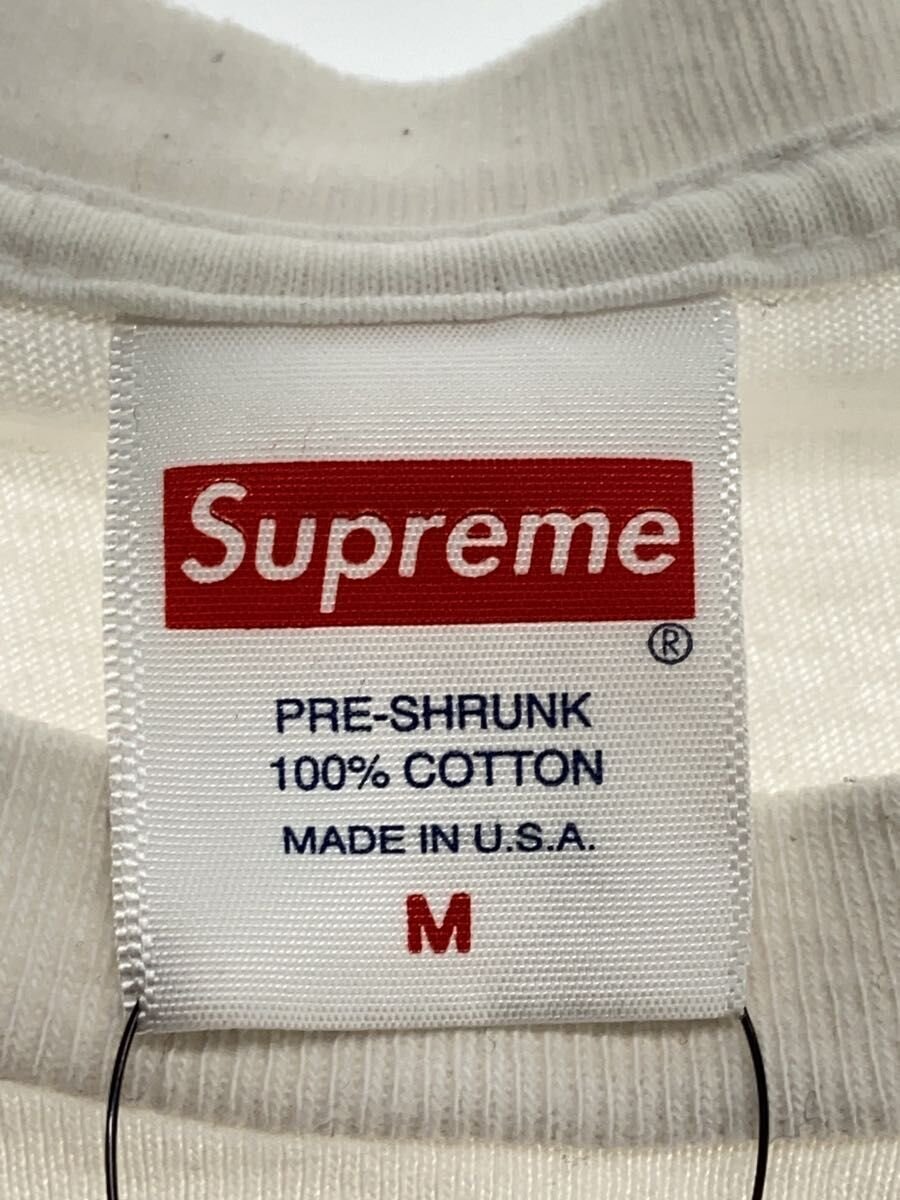 Supreme
®
PRE-SHRUNK
100% COTTON
MADE IN U.S.A.
M